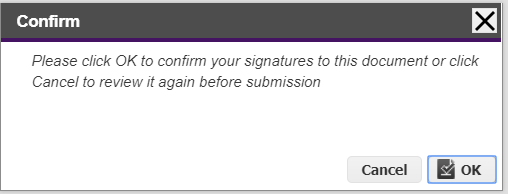 Confirm
Please click OK to confirm your signatures to this document or click
Cancel to review it again before submission
Cancel
OK